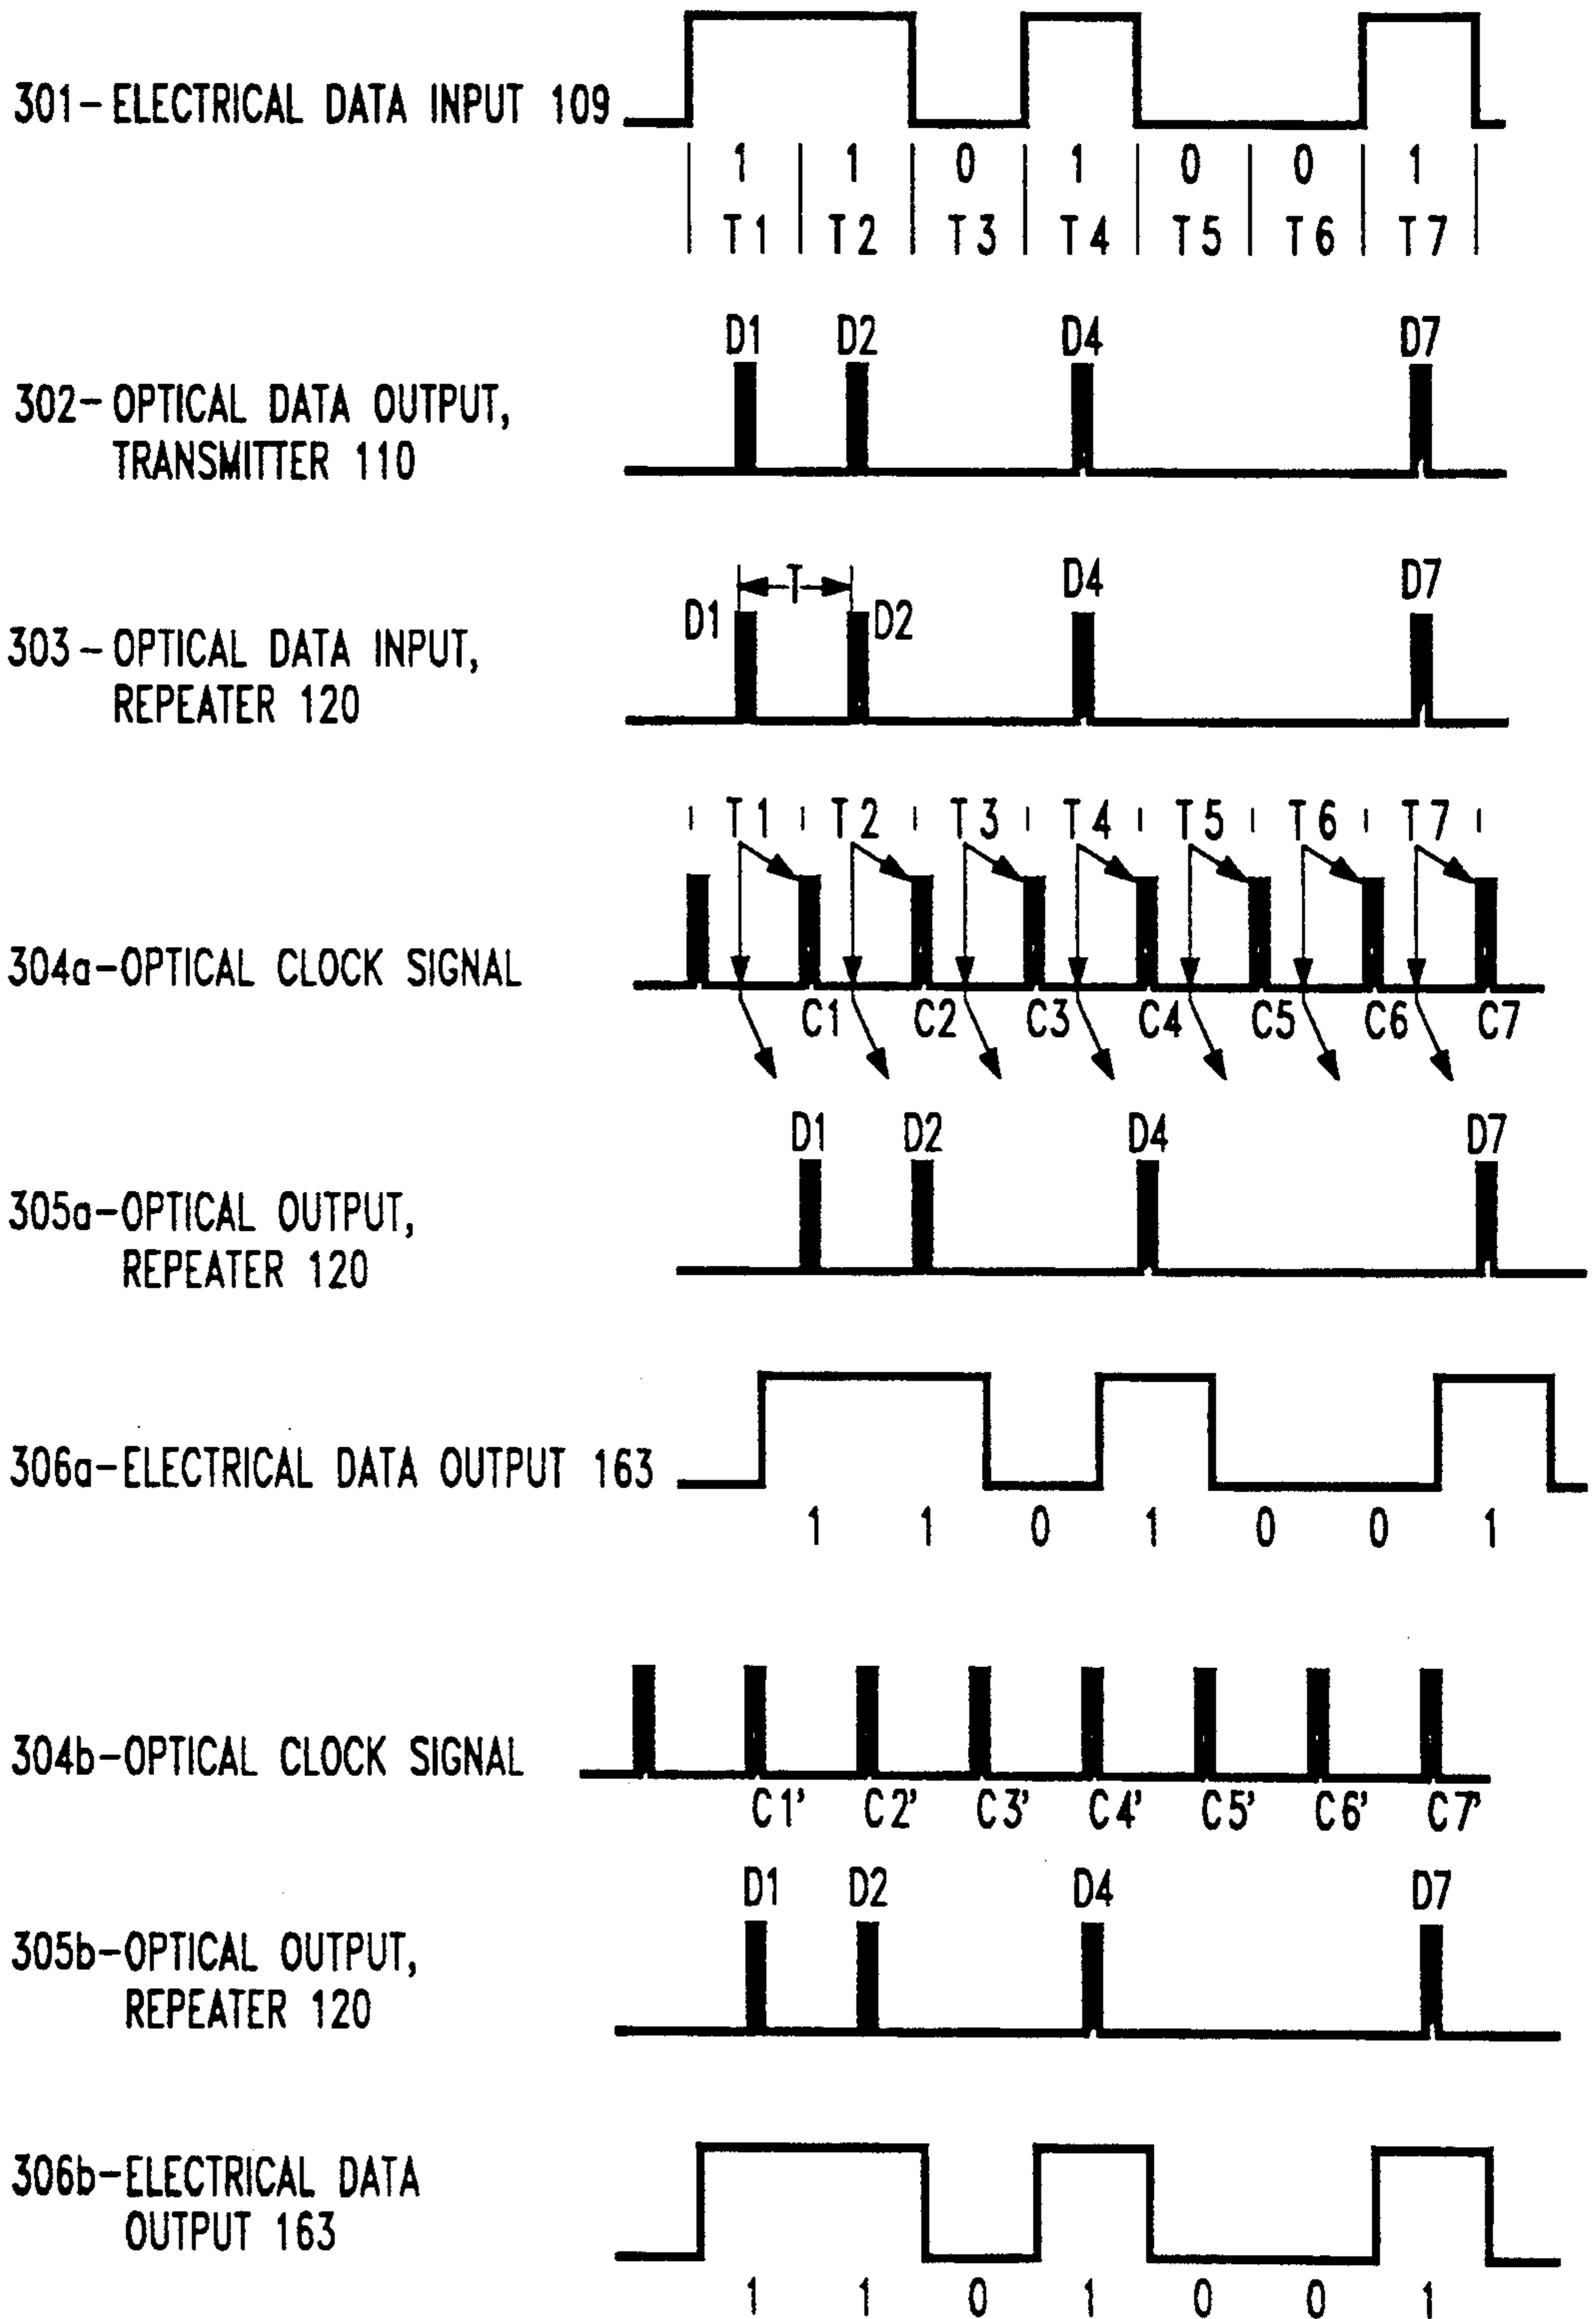 301-ELECTRICAL DATA INPUT 109
1 1 0 1 0 0 1
T1 T2 T3 T4 T5 T6 T7
D1 D2 D4 D7
302-OPTICAL DATA OUTPUT,
TRANSMITTER 110
T D4 D7
D1 D2
303-OPTICAL DATA INPUT,
REPEATER 120
T1 T2 T3 T4 T5 T6 T7
304a-OPTICAL CLOCK SIGNAL
C1 C2 C3 C4 C5 C6 C7
D1 D2 D4 D7
305a-OPTICAL OUTPUT,
REPEATER 120
306a-ELECTRICAL DATA OUTPUT 163
1 1 0 1 0 0 1
304b-OPTICAL CLOCK SIGNAL
C1' C2' C3' C4' C5' C6' C7'
D1 D2 D4 D7
305b-OPTICAL OUTPUT,
REPEATER 120
306b-ELECTRICAL DATA
OUTPUT 163
1 1 0 1 0 0 1